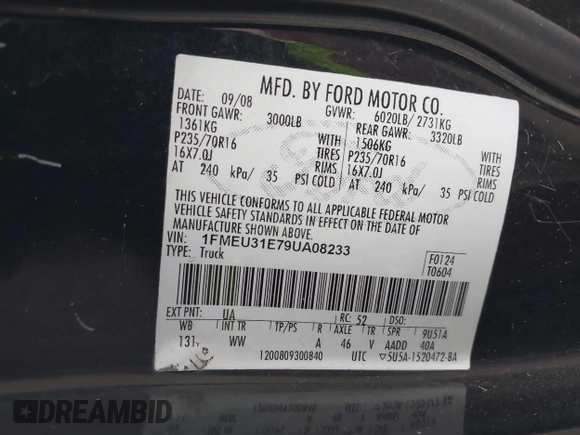 MFD. BY FORD MOTOR CO.
09/08 GVWR: 6020LB/ 2731KG
FRONT GAWR: 3000LB REAR GAWR: 3320LB
1361KG WITH 1506KG WITH
P235/70R16 TIRES P235/70R16 TIRES
16X7.0J RIMS 16X7.0J RIMS
AT 240 kPa/ 35 PSI COLD AT 240 kPa/ 35 PSI COLD
THIS VEHICLE CONFORMS TO ALL APPLICABLE FEDERAL MOTOR
VEHICLE SAFETY STANDARDS IN EFFECT ON THE DATE OF
MANUFACTURE SHOWN ABOVE.
VIN: 1FMEU31E79UA08233 F0124
TYPE: Truck T0604
EXT PNT: UA RC: 52 DSO:
WB INT TR TP/PS R AXLE TR SPR 9U51A
131 WW A 46 V AADD 40A
1200809300840 UTC ▽5U5A-1520472-BA
DREAMBID